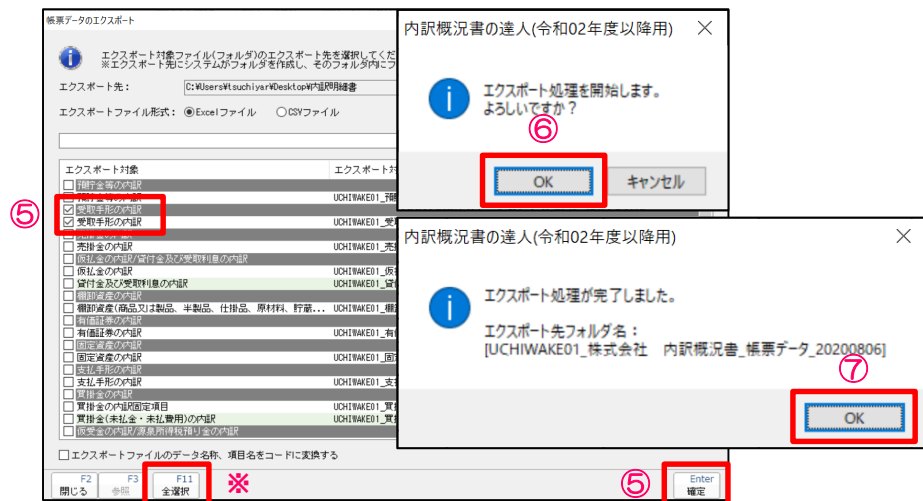 帳票データのエクスポート
エクスポート対象ファイル(フォルダ)のエクスポート先を選択してくだ
※エクスポート先にシステムがフォルダを作成し、そのフォルダ内にフ
エクスポート先： C:¥Users¥tsuchiyar¥Desktop¥内訳明細書
エクスポートファイル形式： Excelファイル CSVファイル
エクスポート対象 エクスポート対
預貯金等の内訳
預貯金等の内訳 UCHIWAKE01_預貯
⑤
受取手形の内訳
受取手形の内訳 UCHIWAKE01_受
売掛金の内訳 UCHIWAKE01_売
仮払金の内訳/貸付金及び受取利息の内訳
仮払金の内訳 UCHIWAKE01_仮
貸付金及び受取利息の内訳 UCHIWAKE01_貸
棚卸資産の内訳
棚卸資産(商品又は製品、半製品、仕掛品、原材料、貯蔵... UCHIWAKE01_棚
有価証券の内訳
有価証券の内訳 UCHIWAKE01_有
固定資産の内訳
固定資産の内訳 UCHIWAKE01_固
支払手形の内訳
支払手形の内訳 UCHIWAKE01_支
買掛金の内訳
買掛金の内訳固定項目 UCHIWAKE01_買
買掛金(未払金・未払費用)の内訳 UCHIWAKE01_買
仮受金の内訳/源泉所得税預り金の内訳
エクスポートファイルのデータ名称、項目名をコードに変換する
F2 閉じる
F3 参照
F11 全選択
※
⑤
Enter 確定
内訳概況書の達人(令和02年度以降用)
エクスポート処理を開始します。
よろしいですか？
⑥
OK キャンセル
内訳概況書の達人(令和02年度以降用)
エクスポート処理が完了しました。
エクスポート先フォルダ名：
[UCHIWAKE01_株式会社　内訳概況書_帳票データ_20200806]
⑦
OK